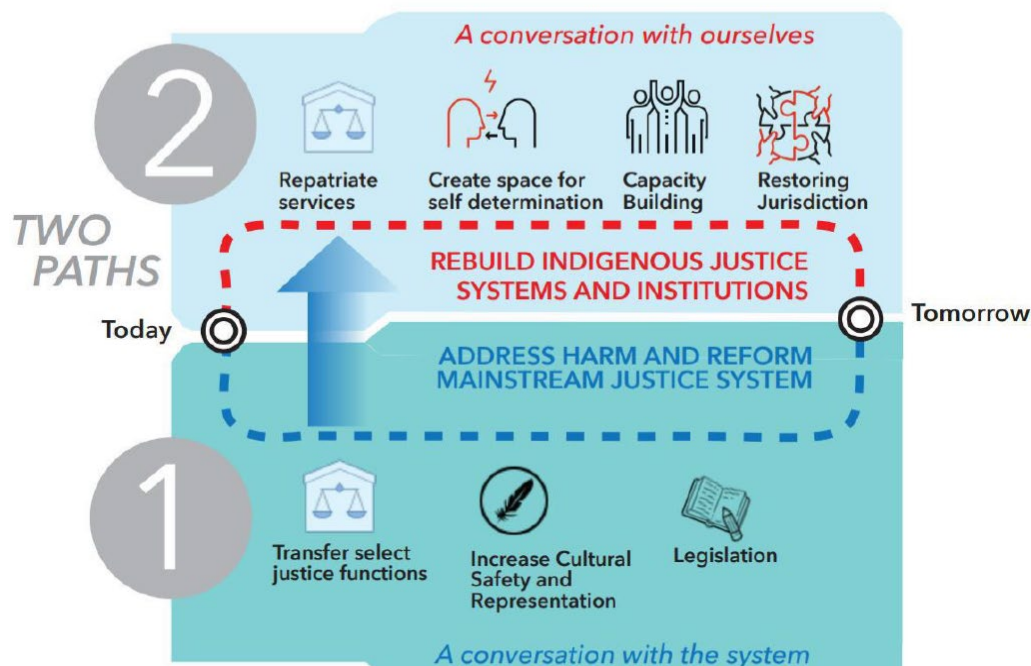 A conversation with ourselves
2
Repatriate
services
Create space for
self determination
Capacity
Building
Restoring
Jurisdiction
TWO
PATHS
REBUILD INDIGENOUS JUSTICE
SYSTEMS AND INSTITUTIONS
Today
Tomorrow
ADDRESS HARM AND REFORM
MAINSTREAM JUSTICE SYSTEM
1
Transfer select
justice functions
Increase Cultural
Safety and
Representation
Legislation
A conversation with the system